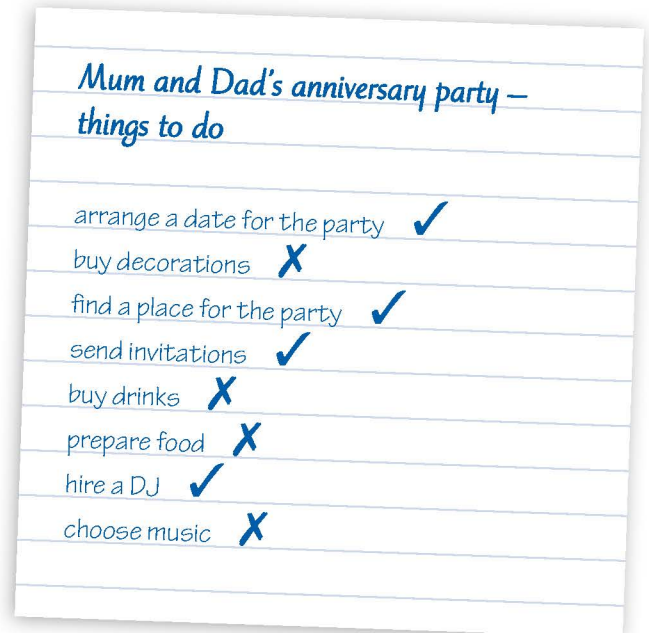 Mum and Dad's anniversary party –
things to do
arrange a date for the party ✓
buy decorations ✗
find a place for the party ✓
send invitations ✓
buy drinks ✗
prepare food ✗
hire a DJ ✓
choose music ✗